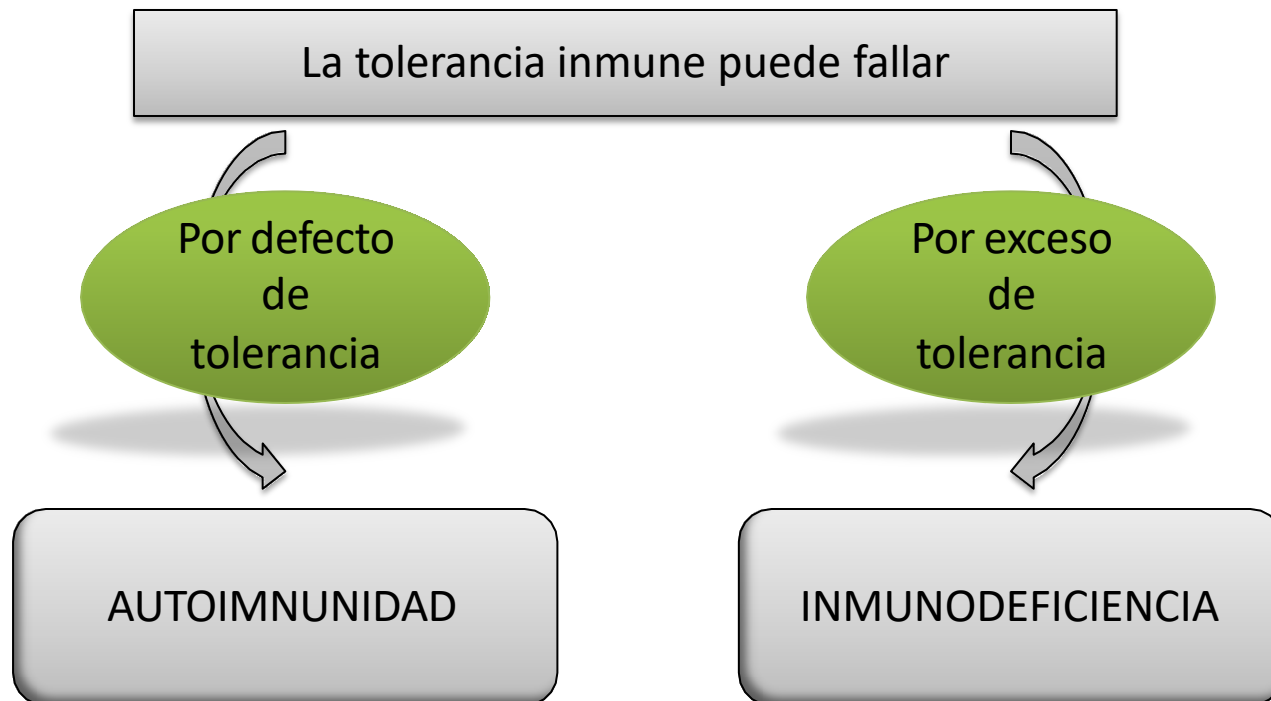 La tolerancia inmune puede fallar
Por defecto
de
tolerancia
Por exceso
de
tolerancia
AUTOIMNUNIDAD
INMUNODEFICIENCIA